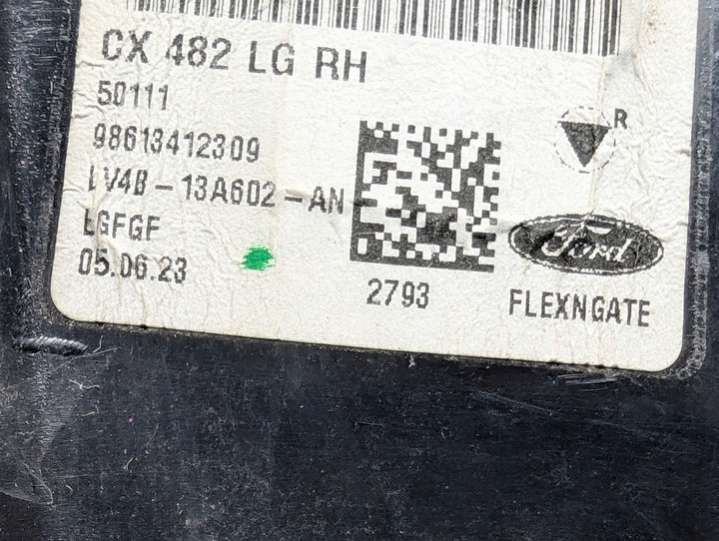 CX 482 LG RH
50111
98613412309
LV4B-13A602-AN
LGFGF
05.06.23
2793
R
Ford
FLEXNGATE